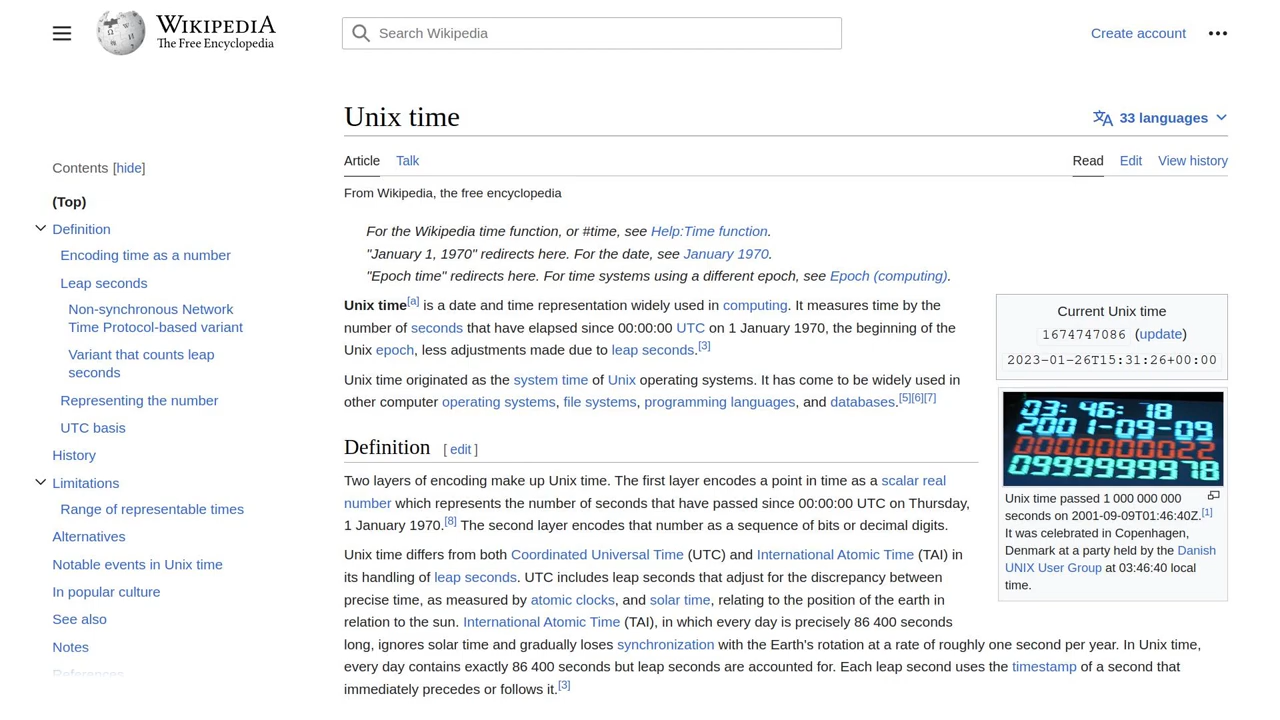 WIKIPEDIA
The Free Encyclopedia
Search Wikipedia
Create account
Unix time
33 languages
Article Talk
Read Edit View history
From Wikipedia, the free encyclopedia
Contents [hide]
(Top)
Definition
Encoding time as a number
Leap seconds
Non-synchronous Network
Time Protocol-based variant
Variant that counts leap
seconds
Representing the number
UTC basis
History
Limitations
Range of representable times
Alternatives
Notable events in Unix time
In popular culture
See also
Notes
References
For the Wikipedia time function, or #time, see Help:Time function.
"January 1, 1970" redirects here. For the date, see January 1970.
"Epoch time" redirects here. For time systems using a different epoch, see Epoch (computing).
Unix time[a] is a date and time representation widely used in computing. It measures time by the
number of seconds that have elapsed since 00:00:00 UTC on 1 January 1970, the beginning of the
Unix epoch, less adjustments made due to leap seconds.[3]
Unix time originated as the system time of Unix operating systems. It has come to be widely used in
other computer operating systems, file systems, programming languages, and databases.[5][6][7]
Current Unix time
1674747086 (update)
2023-01-26T15:31:26+00:00
03: 46: 18
2001-09-09
0000000022
0999999978
Unix time passed 1 000 000 000
seconds on 2001-09-09T01:46:40Z.[1]
It was celebrated in Copenhagen,
Denmark at a party held by the Danish
UNIX User Group at 03:46:40 local
time.
Definition [ edit ]
Two layers of encoding make up Unix time. The first layer encodes a point in time as a scalar real
number which represents the number of seconds that have passed since 00:00:00 UTC on Thursday,
1 January 1970.[8] The second layer encodes that number as a sequence of bits or decimal digits.
Unix time differs from both Coordinated Universal Time (UTC) and International Atomic Time (TAI) in
its handling of leap seconds. UTC includes leap seconds that adjust for the discrepancy between
precise time, as measured by atomic clocks, and solar time, relating to the position of the earth in
relation to the sun. International Atomic Time (TAI), in which every day is precisely 86 400 seconds
long, ignores solar time and gradually loses synchronization with the Earth's rotation at a rate of roughly one second per year. In Unix time,
every day contains exactly 86 400 seconds but leap seconds are accounted for. Each leap second uses the timestamp of a second that
immediately precedes or follows it.[3]